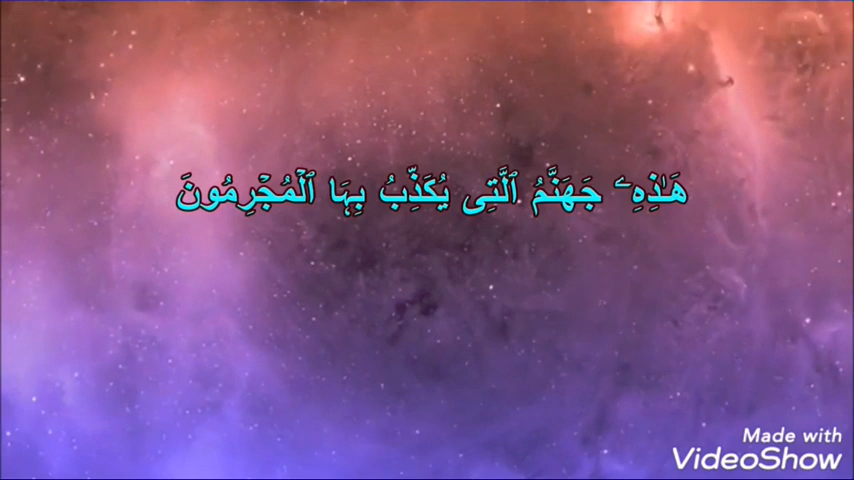 هَـٰذِهِۦ جَهَنَّمُ ٱلَّتِى يُكَذِّبُ بِهَا ٱلْمُجْرِمُونَ
Made with
VideoShow